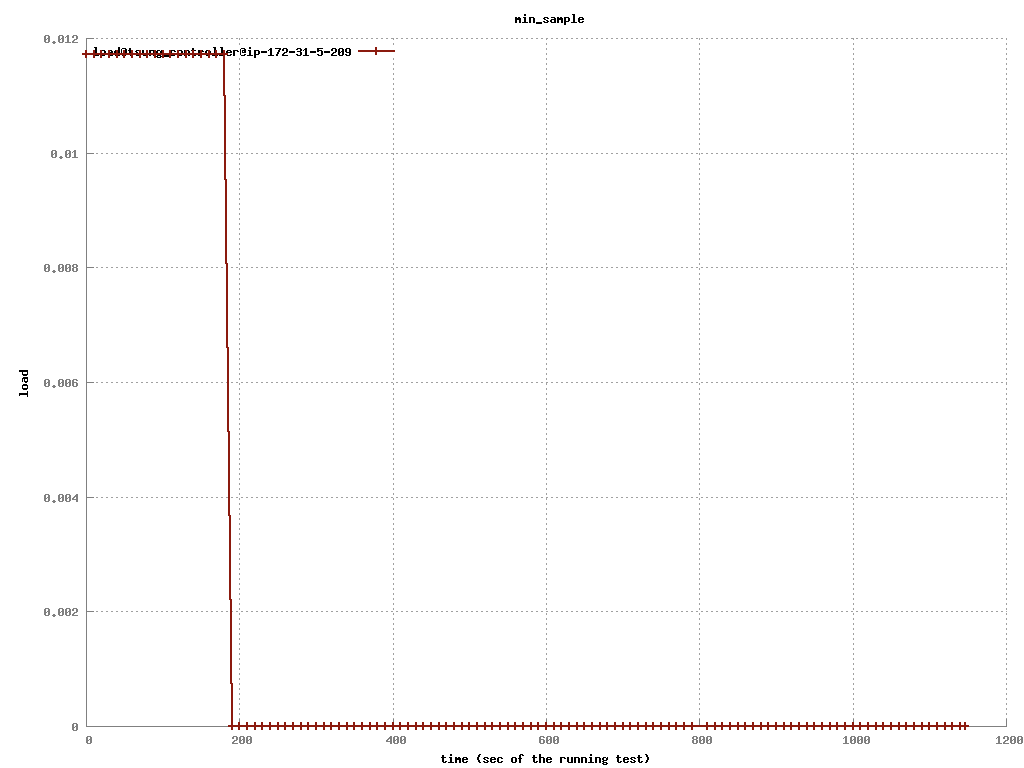 min_sample
load@tsung_controller@ip-172-31-5-209
0.012
0.01
0.008
0.006
0.004
0.002
0
load
0 200 400 600 800 1000 1200
time (sec of the running test)